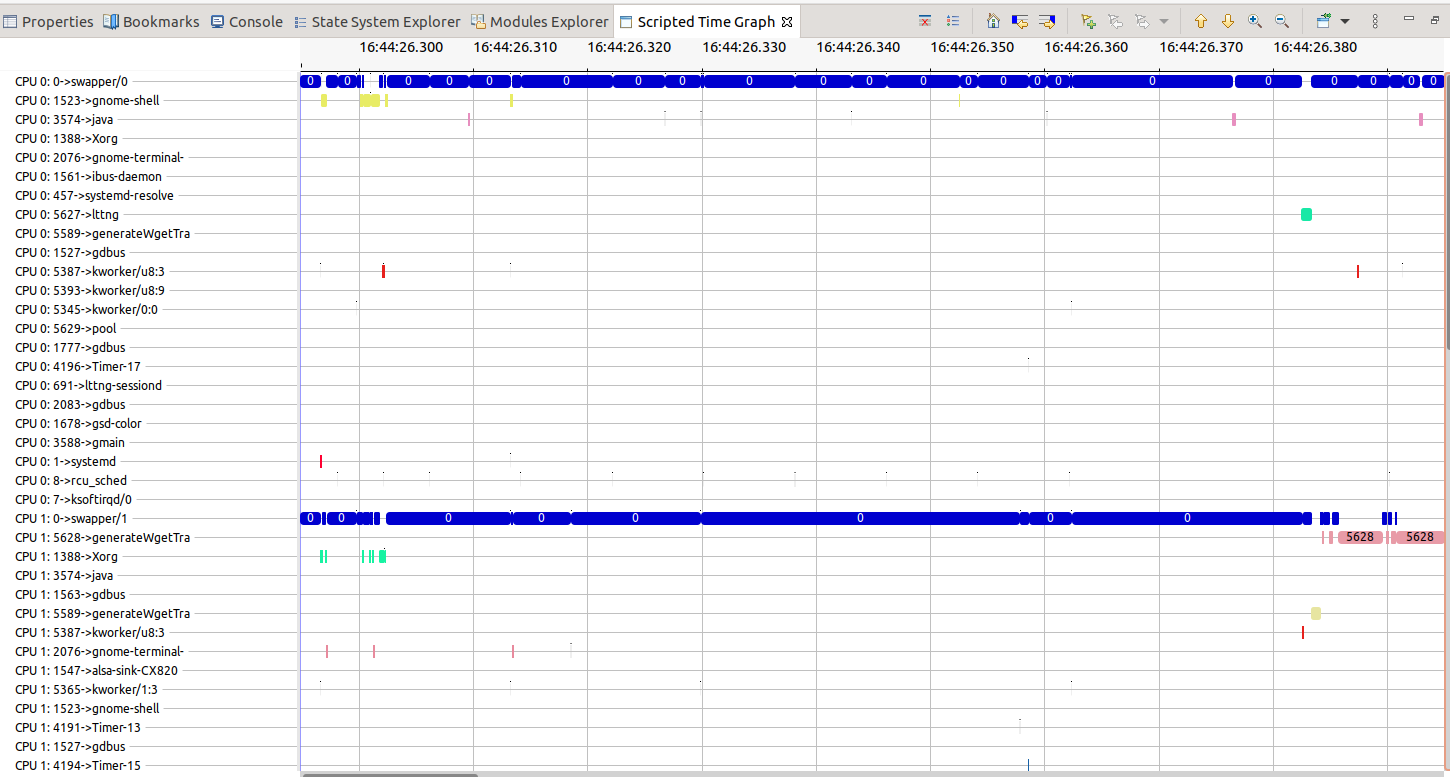 Properties Bookmarks Console State System Explorer Modules Explorer Scripted Time Graph
16:44:26.300 16:44:26.310 16:44:26.320 16:44:26.330 16:44:26.340 16:44:26.350 16:44:26.360 16:44:26.370 16:44:26.380
CPU 0: 0->swapper/0 0 0 0 0 0 0 0 0 0 0 0 0 0 0 0 0 0 0 0 0 0
CPU 0: 1523->gnome-shell
CPU 0: 3574->java
CPU 0: 1388->Xorg
CPU 0: 2076->gnome-terminal-
CPU 0: 1561->ibus-daemon
CPU 0: 457->systemd-resolve
CPU 0: 5627->lttng
CPU 0: 5589->generateWgetTra
CPU 0: 1527->gdbus
CPU 0: 5387->kworker/u8:3
CPU 0: 5393->kworker/u8:9
CPU 0: 5345->kworker/0:0
CPU 0: 5629->pool
CPU 0: 1777->gdbus
CPU 0: 4196->Timer-17
CPU 0: 691->lttng-sessiond
CPU 0: 2083->gdbus
CPU 0: 1678->gsd-color
CPU 0: 3588->gmain
CPU 0: 1->systemd
CPU 0: 8->rcu_sched
CPU 0: 7->ksoftirqd/0
CPU 1: 0->swapper/1 0 0 0 0 0 0 0 0
CPU 1: 5628->generateWgetTra 5628 5628
CPU 1: 1388->Xorg
CPU 1: 3574->java
CPU 1: 1563->gdbus
CPU 1: 5589->generateWgetTra
CPU 1: 5387->kworker/u8:3
CPU 1: 2076->gnome-terminal-
CPU 1: 1547->alsa-sink-CX820
CPU 1: 5365->kworker/1:3
CPU 1: 1523->gnome-shell
CPU 1: 4191->Timer-13
CPU 1: 1527->gdbus
CPU 1: 4194->Timer-15